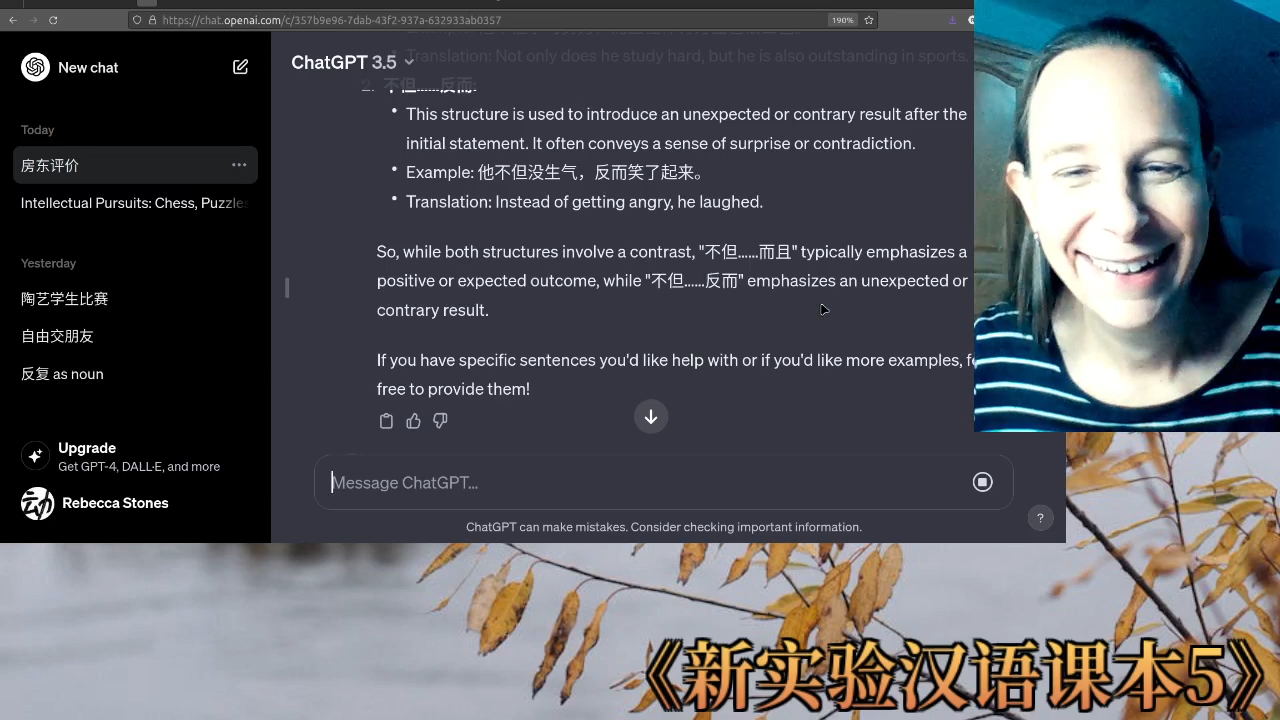 https://chat.openai.com/c/357b9e96-7dab-43f2-937a-632933ab0357
190%
New chat
Today
房东评价
Intellectual Pursuits: Chess, Puzzle
Yesterday
陶艺学生比赛
自由交朋友
反复 as noun
Upgrade
Get GPT-4, DALL·E, and more
Rebecca Stones
ChatGPT 3.5
Translation: Not only does he study hard, but he is also outstanding in sports.
2. 不但……反而:
• This structure is used to introduce an unexpected or contrary result after the
initial statement. It often conveys a sense of surprise or contradiction.
• Example: 他不但没生气，反而笑了起来。
• Translation: Instead of getting angry, he laughed.
So, while both structures involve a contrast, "不但……而且" typically emphasizes a
positive or expected outcome, while "不但……反而" emphasizes an unexpected or
contrary result.
If you have specific sentences you'd like help with or if you'd like more examples,
free to provide them!
Message ChatGPT...
ChatGPT can make mistakes. Consider checking important information.
?
《新实验汉语课本5》